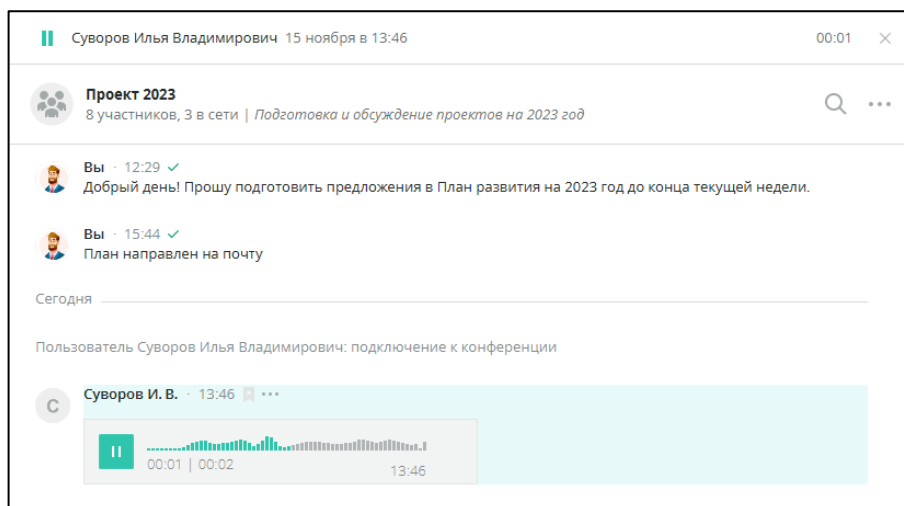 Суворов Илья Владимирович 15 ноября в 13:46 00:01
Проект 2023
8 участников, 3 в сети | Подготовка и обсуждение проектов на 2023 год
Вы · 12:29
Добрый день! Прошу подготовить предложения в План развития на 2023 год до конца текущей недели.
Вы · 15:44
План направлен на почту
Сегодня
Пользователь Суворов Илья Владимирович: подключение к конференции
С
Суворов И. В. · 13:46
00:01 | 00:02 13:46